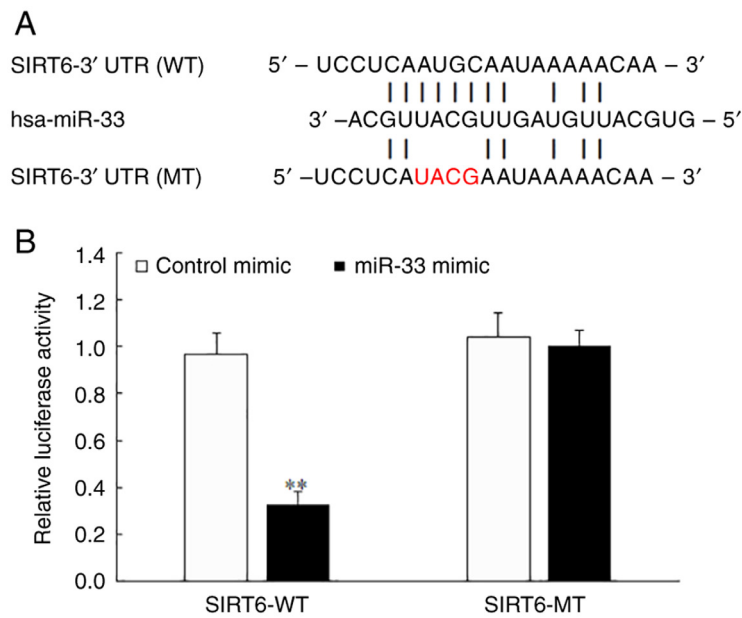 A
SIRT6-3′ UTR (WT) 5′ – UCCUCAAUGCAAUAAAAACAA – 3′
hsa-miR-33 3′ –ACGUUACGUUGAUGUUACGUG – 5′
SIRT6-3′ UTR (MT) 5′ –UCCUCAUACGAAUAAAAACAA – 3′
B
Relative luciferase activity
1.4
1.2
1.0
0.8
0.6
0.4
0.2
0.0
Control mimic miR-33 mimic
**
SIRT6-WT SIRT6-MT